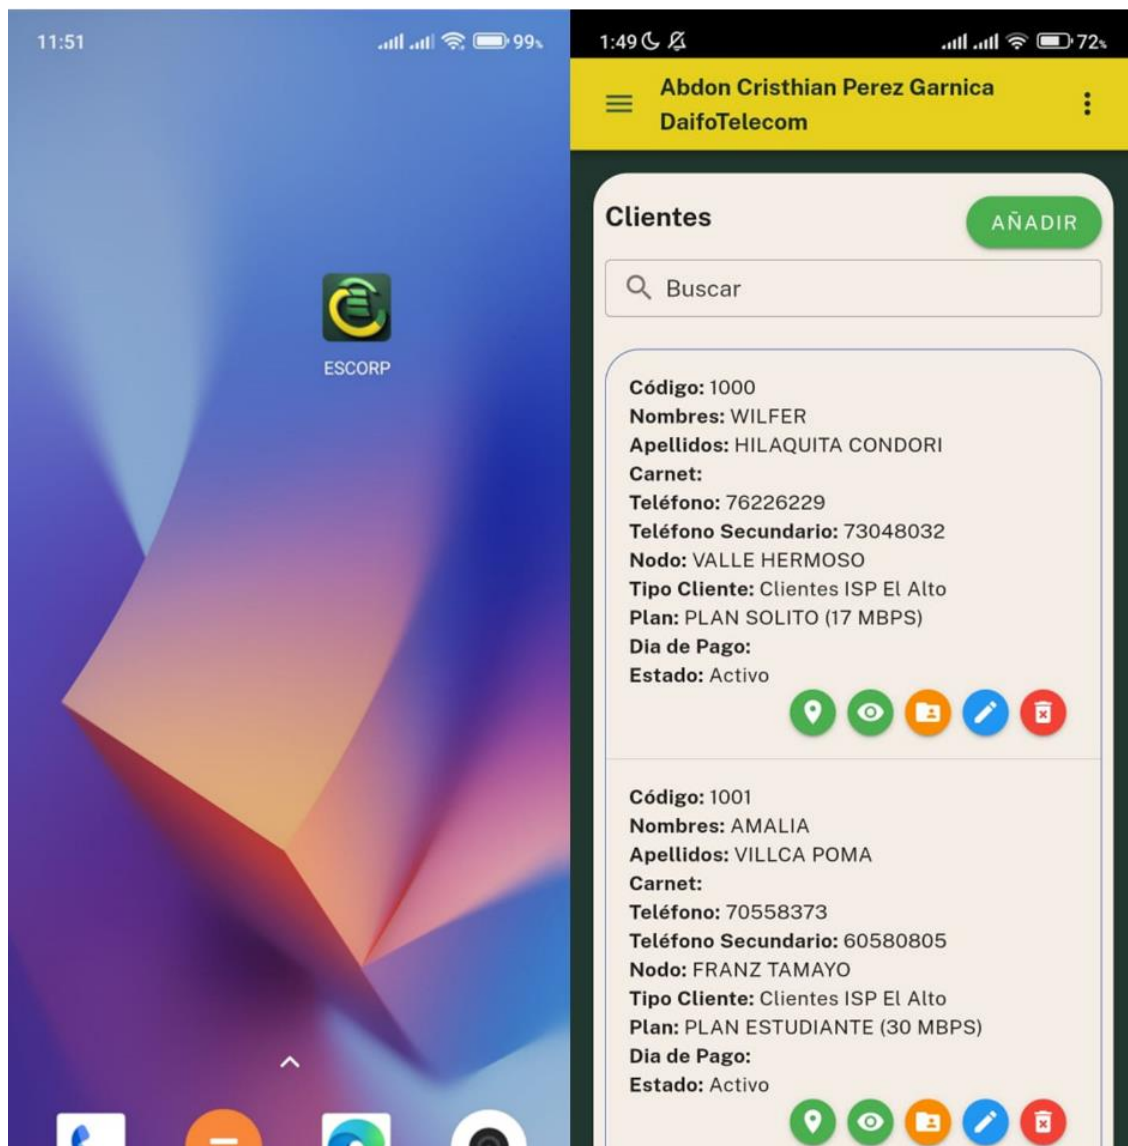 11:51
99%
ESCORP
1:49
72%
Abdon Cristhian Perez Garnica
DaifoTelecom
Clientes
AÑADIR
Buscar
Código: 1000
Nombres: WILFER
Apellidos: HILAQUITA CONDORI
Carnet:
Teléfono: 76226229
Teléfono Secundario: 73048032
Nodo: VALLE HERMOSO
Tipo Cliente: Clientes ISP El Alto
Plan: PLAN SOLITO (17 MBPS)
Dia de Pago:
Estado: Activo
Código: 1001
Nombres: AMALIA
Apellidos: VILLCA POMA
Carnet:
Teléfono: 70558373
Teléfono Secundario: 60580805
Nodo: FRANZ TAMAYO
Tipo Cliente: Clientes ISP El Alto
Plan: PLAN ESTUDIANTE (30 MBPS)
Dia de Pago:
Estado: Activo